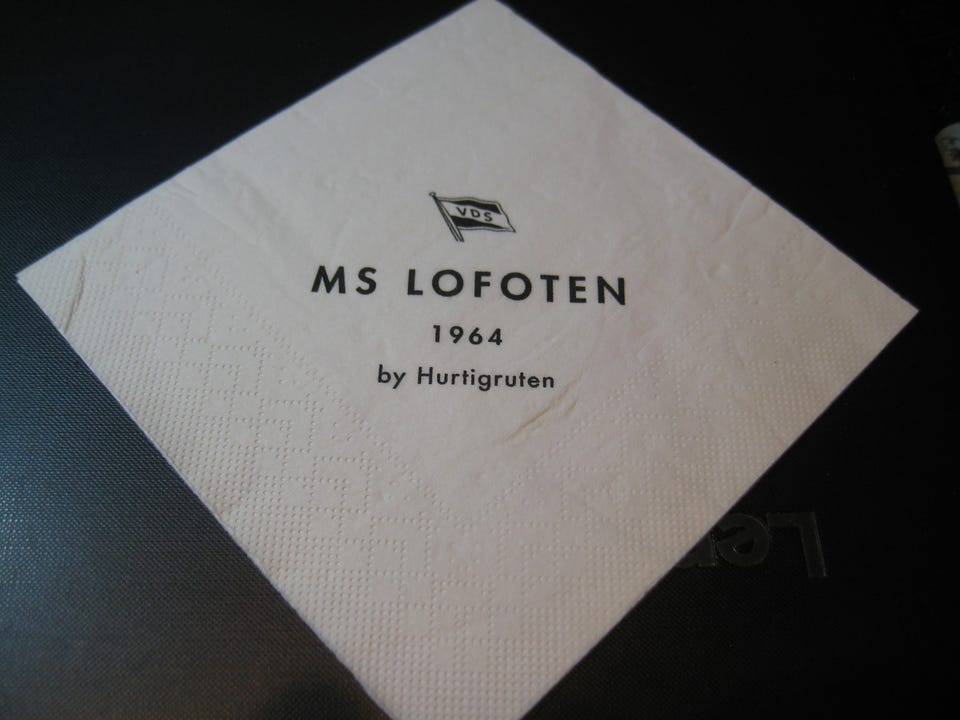 VDS
MS LOFOTEN
1964
by Hurtigruten